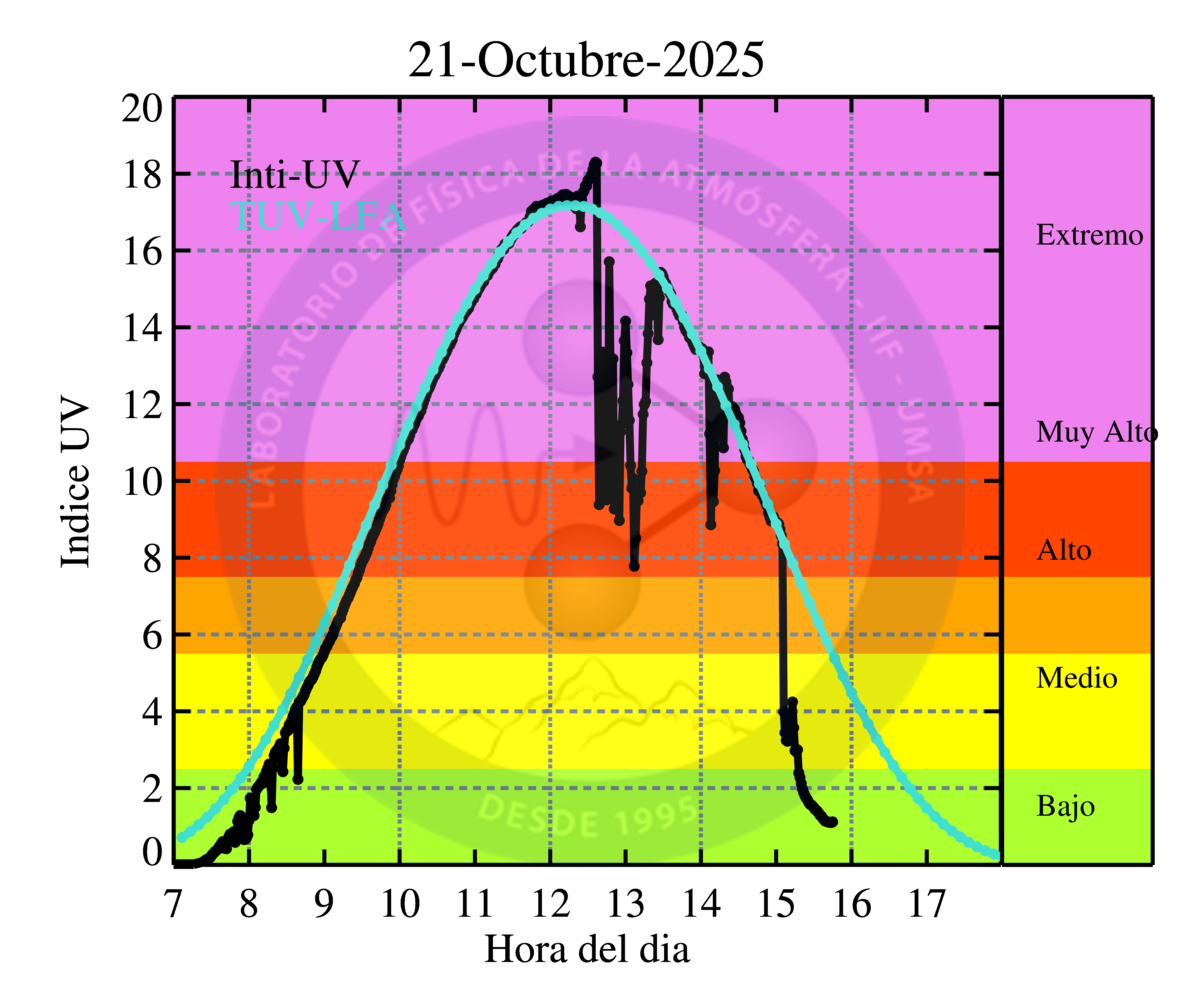 21-Octubre-2025
Inti-UV
TUV-LFA
LABORATORIO DE FÍSICA DE LA ATMÓSFERA - IIF - UMSA
DESDE 1995
Indice UV
20
18
16
14
12
10
8
6
4
2
0
Extremo
Muy Alto
Alto
Medio
Bajo
7 8 9 10 11 12 13 14 15 16 17
Hora del dia